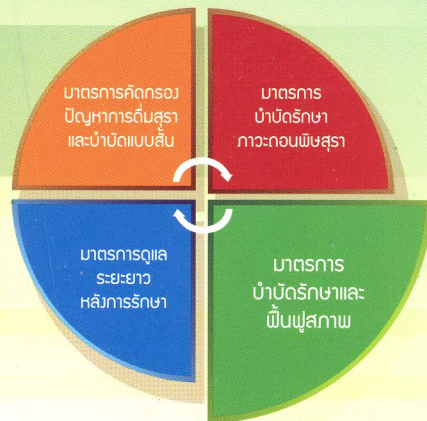 มาตรการคัดกรอง
ปัญหาการดื่มสุรา
และบำบัดแบบสั้น
มาตรการ
บำบัดรักษา
ภาวะถอนพิษสุรา
มาตรการดูแล
ระยะยาว
หลังการรักษา
มาตรการ
บำบัดรักษาและ
ฟื้นฟูสภาพ